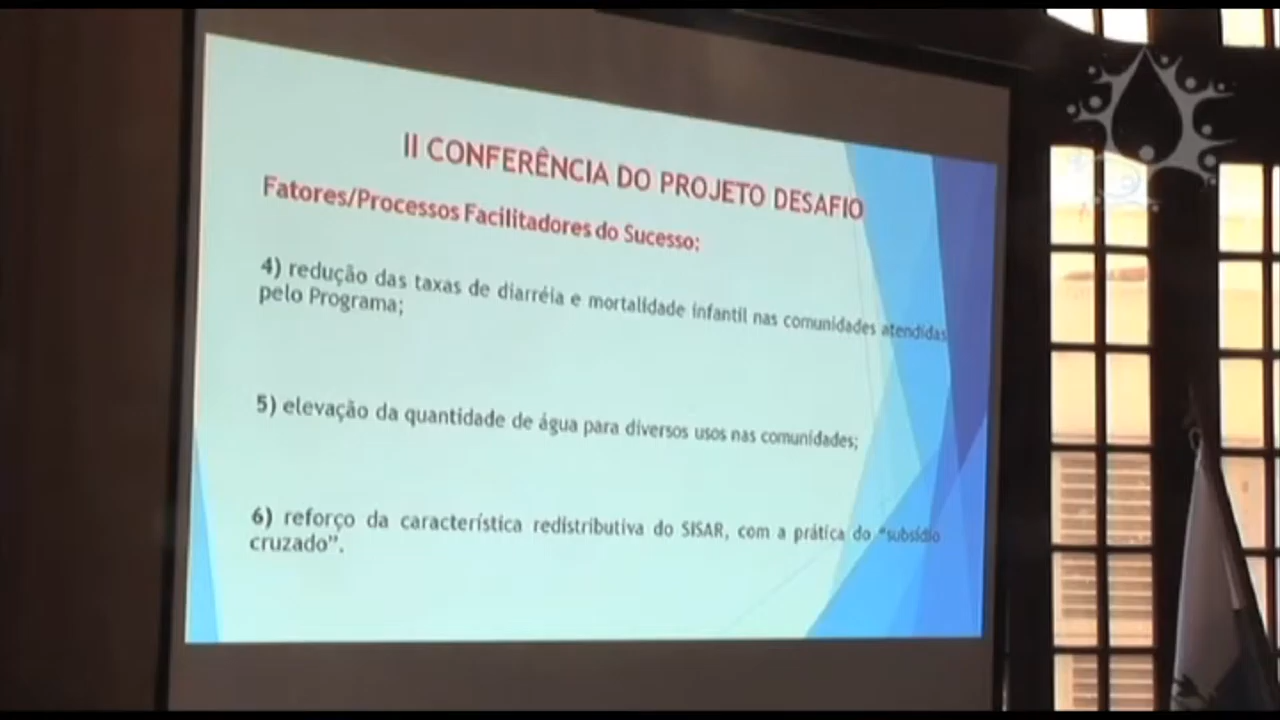 II CONFERÊNCIA DO PROJETO DESAFIO
Fatores/Processos Facilitadores do Sucesso:
4) redução das taxas de diarréia e mortalidade infantil nas comunidades atendidas
pelo Programa;
5) elevação da quantidade de água para diversos usos nas comunidades;
6) reforço da característica redistributiva do SISAR, com a prática do "subsídio
cruzado".